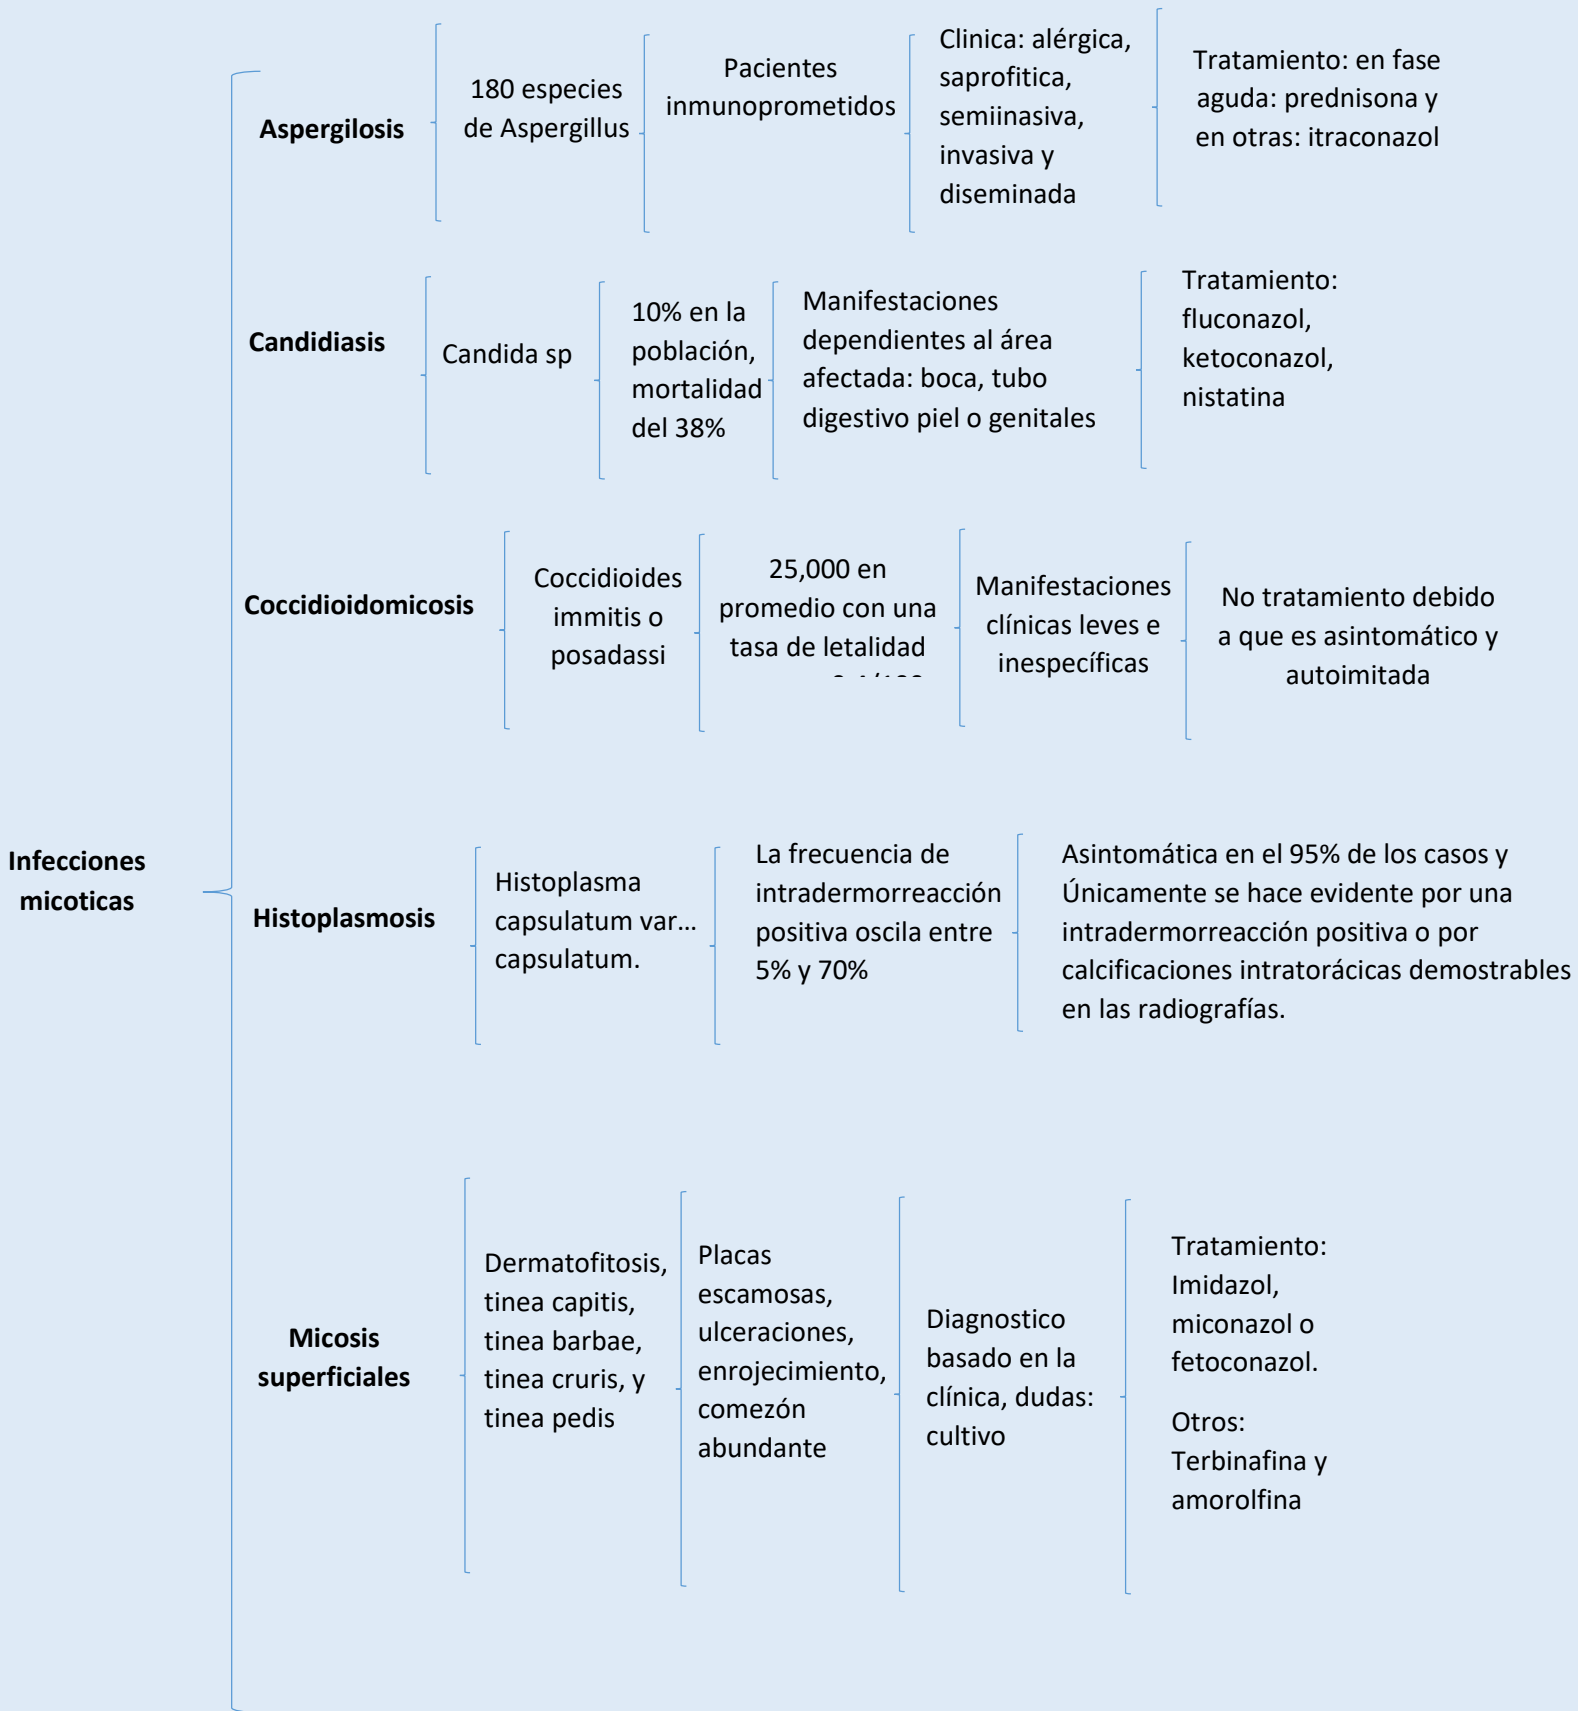 Infecciones
micoticas
Aspergilosis
180 especies
de Aspergillus
Pacientes
inmunoprometidos
Clinica: alérgica,
saprofitica,
semiinasiva,
invasiva y
diseminada
Tratamiento: en fase
aguda: prednisona y
en otras: itraconazol
Candidiasis
Candida sp
10% en la
población,
mortalidad
del 38%
Manifestaciones
dependientes al área
afectada: boca, tubo
digestivo piel o genitales
Tratamiento:
fluconazol,
ketoconazol,
nistatina
Coccidioidomicosis
Coccidioides
immitis o
posadassi
25,000 en
promedio con una
tasa de letalidad
Manifestaciones
clínicas leves e
inespecíficas
No tratamiento debido
a que es asintomático y
autoimitada
Histoplasmosis
Histoplasma
capsulatum var...
capsulatum.
La frecuencia de
intradermorreacción
positiva oscila entre
5% y 70%
Asintomática en el 95% de los casos y
Únicamente se hace evidente por una
intradermorreacción positiva o por
calcificaciones intratorácicas demostrables
en las radiografías.
Micosis
superficiales
Dermatofitosis,
tinea capitis,
tinea barbae,
tinea cruris, y
tinea pedis
Placas
escamosas,
ulceraciones,
enrojecimiento,
comezón
abundante
Diagnostico
basado en la
clínica, dudas:
cultivo
Tratamiento:
Imidazol,
miconazol o
fetoconazol.
Otros:
Terbinafina y
amorolfina